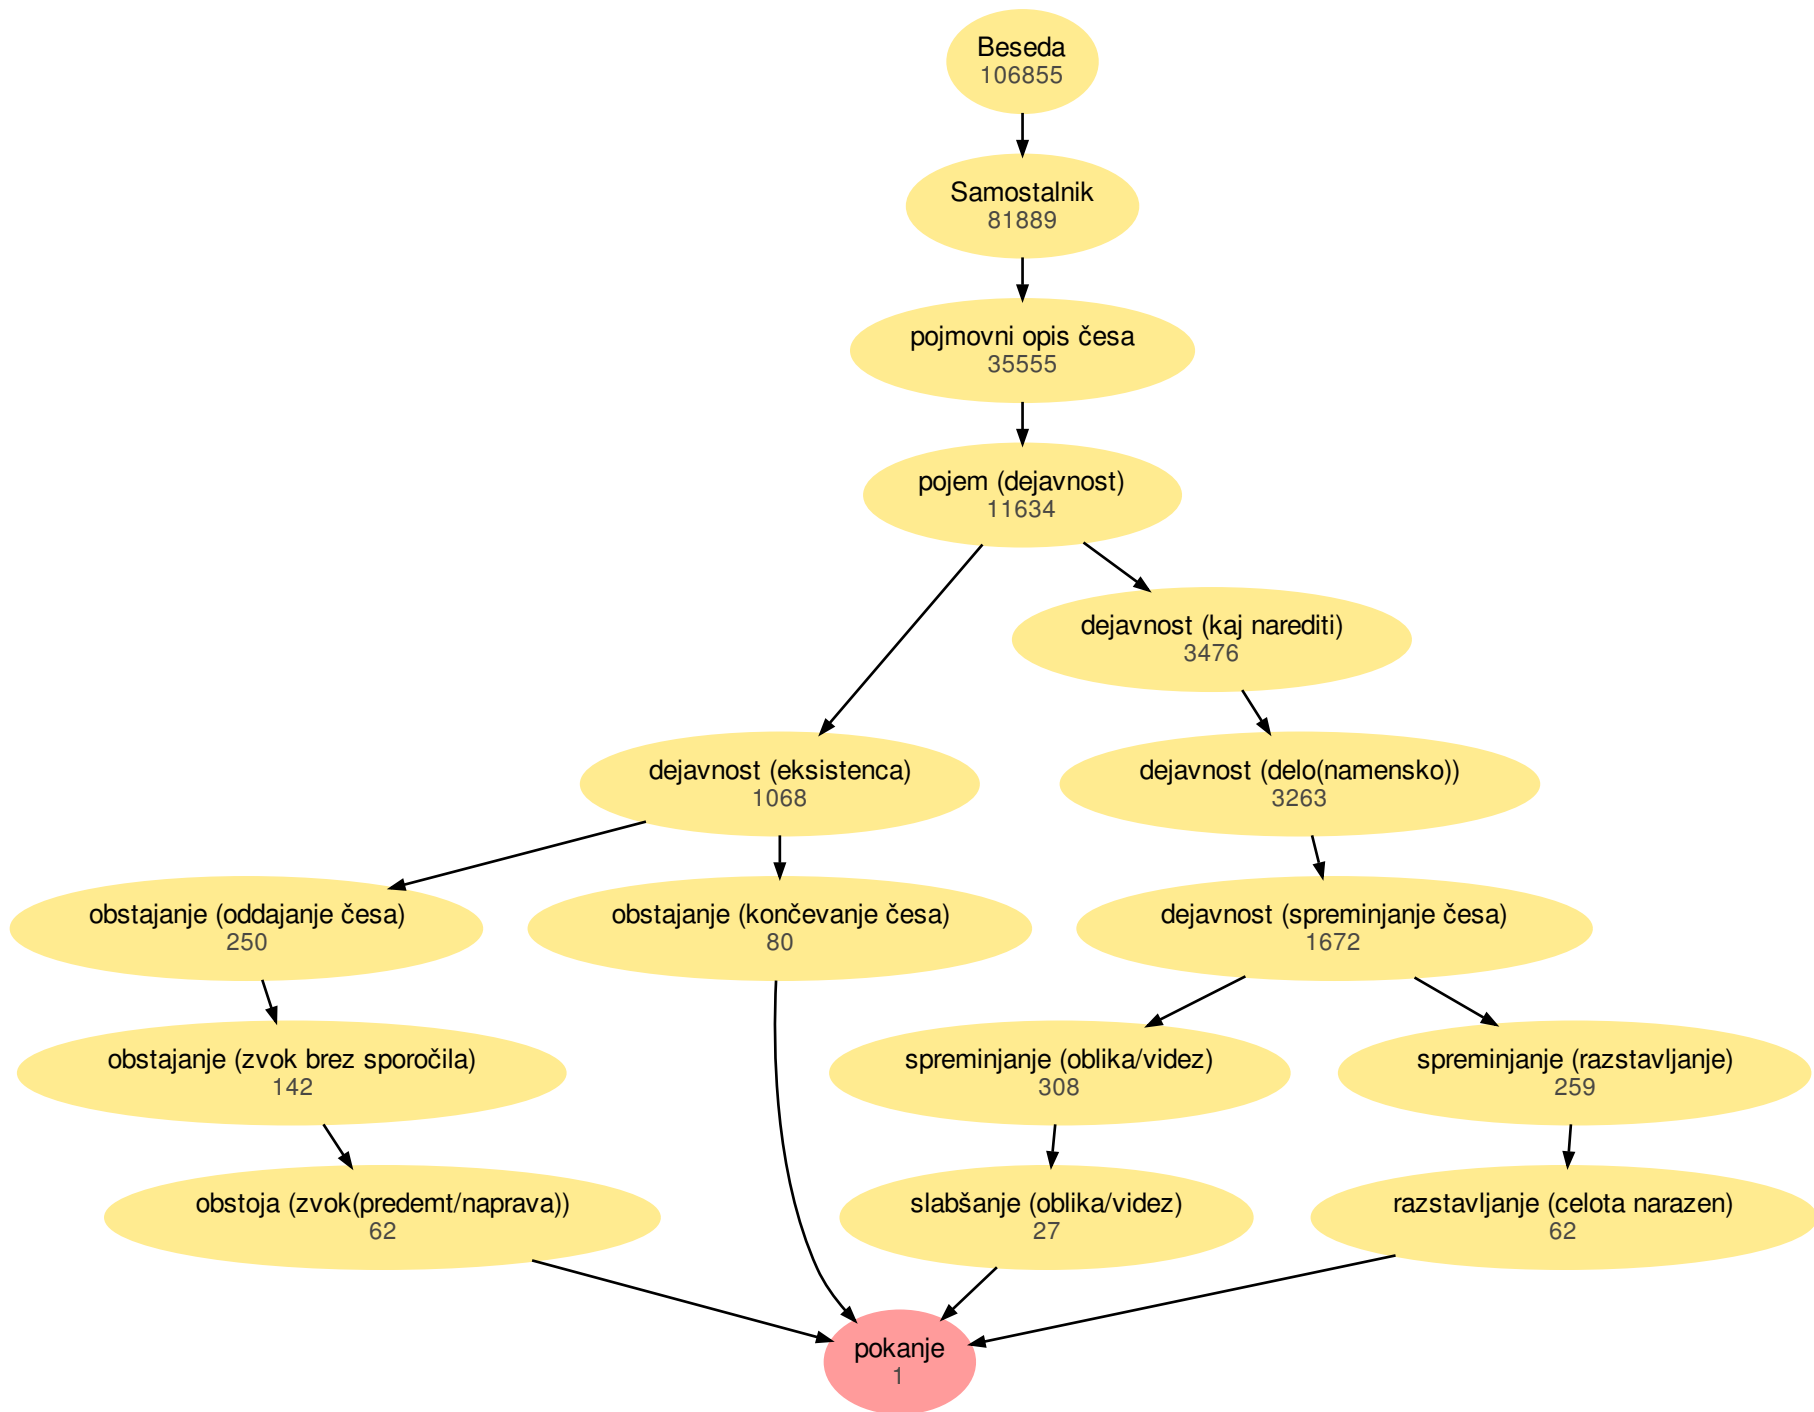 Beseda
106855
Samostalnik
81889
pojmovni opis česa
35555
pojem (dejavnost)
11634
dejavnost (kaj narediti)
3476
dejavnost (eksistenca)
1068
dejavnost (delo(namensko))
3263
obstajanje (oddajanje česa)
250
obstajanje (končevanje česa)
80
dejavnost (spreminjanje česa)
1672
obstajanje (zvok brez sporočila)
142
spreminjanje (oblika/videz)
308
spreminjanje (razstavljanje)
259
obstoja (zvok(predemt/naprava))
62
slabšanje (oblika/videz)
27
razstavljanje (celota narazen)
62
pokanje
1